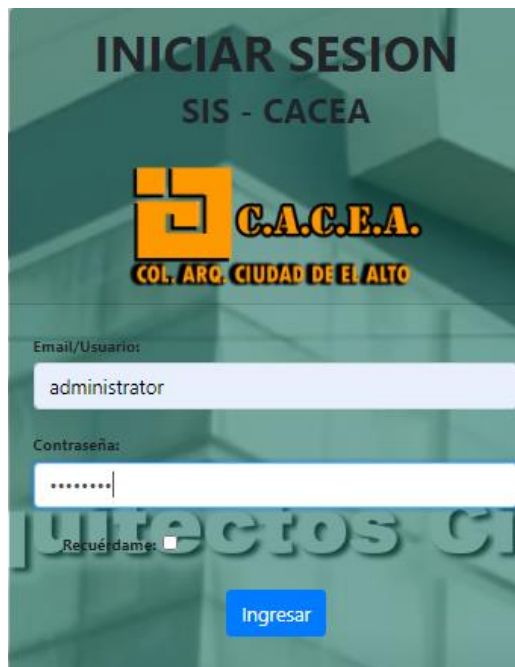 INICIAR SESION
SIS - CACEA
C.A.C.E.A.
COL. ARQ. CIUDAD DE EL ALTO
Email/Usuario:
administrator
Contraseña:
••••••••
Recuérdame:
Ingresar